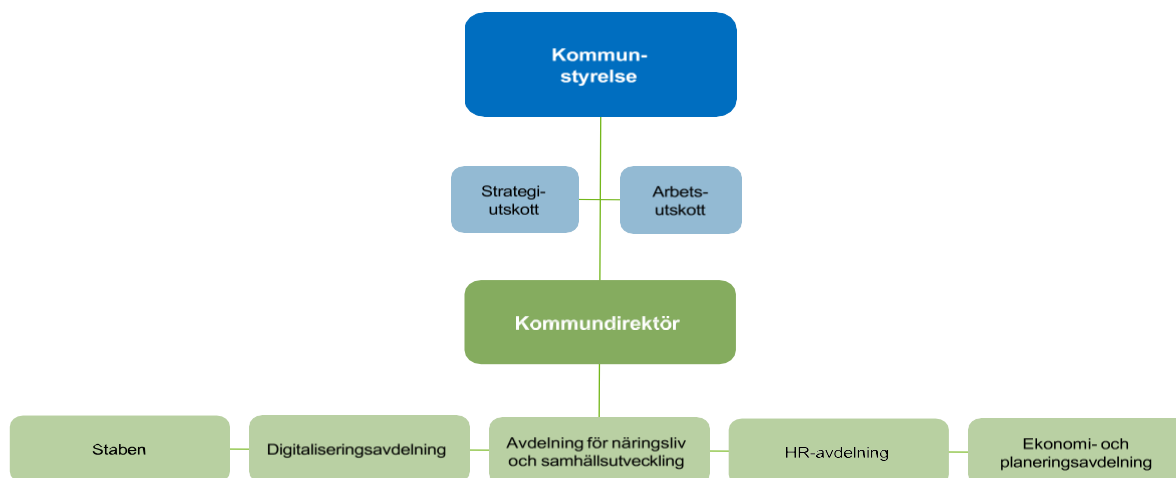 Kommun-
styrelse
Strategi-
utskott
Arbets-
utskott
Kommundirektör
Staben
Digitaliseringsavdelning
Avdelning för näringsliv
och samhällsutveckling
HR-avdelning
Ekonomi- och
planeringsavdelning